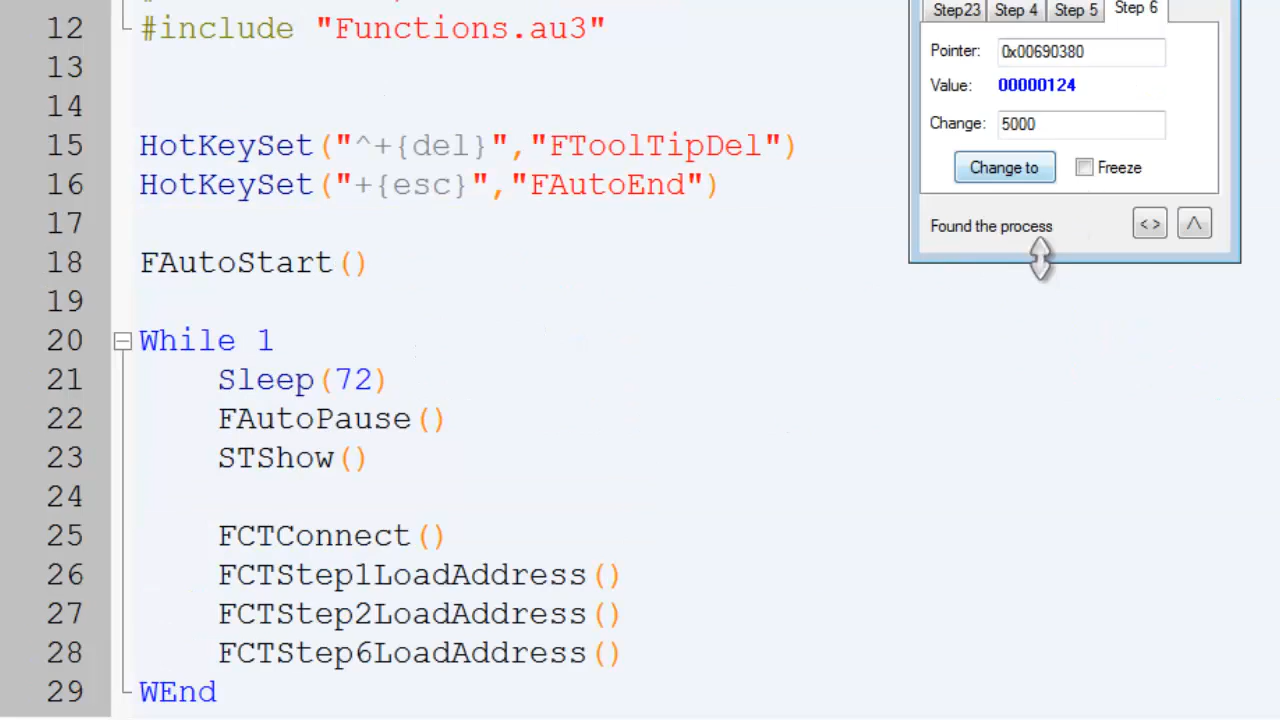 12 #include "Functions.au3"
13
14
15 HotKeySet("^+{del}","FToolTipDel")
16 HotKeySet("+{esc}","FAutoEnd")
17
18 FAutoStart()
19
20 While 1
21 Sleep(72)
22 FAutoPause()
23 STShow()
24
25 FCTConnect()
26 FCTStep1LoadAddress()
27 FCTStep2LoadAddress()
28 FCTStep6LoadAddress()
29 WEnd
Step23 Step 4 Step 5 Step 6
Pointer: 0x00690380
Value: 00000124
Change: 5000
Change to Freeze
Found the process <> ^